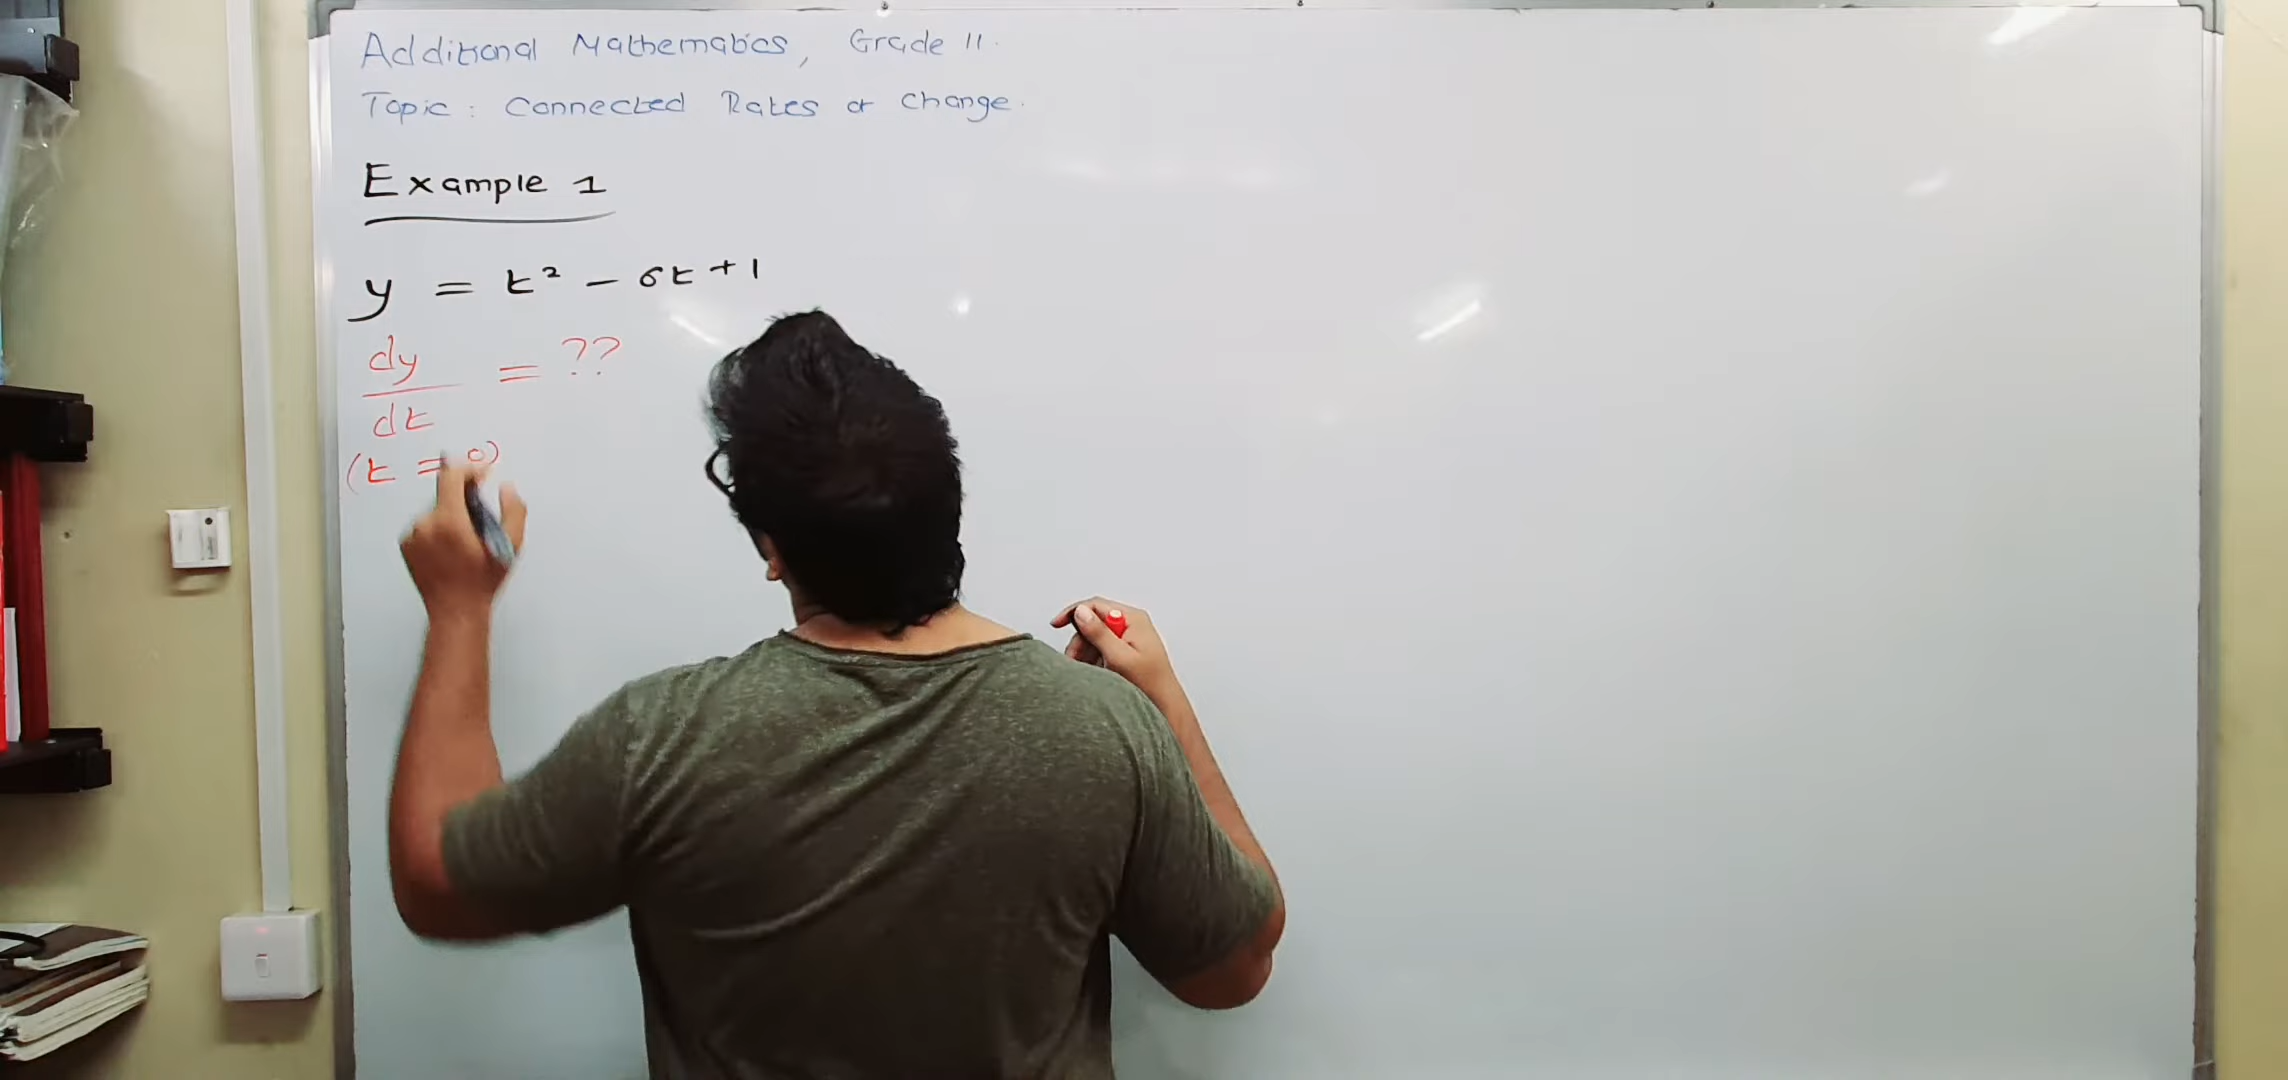 Additional Mathematics, Grade 11.
Topic : Connected Rates of Change.
Example 1
y = t² - 6t + 1
dy/dt = ??
(t = 0)